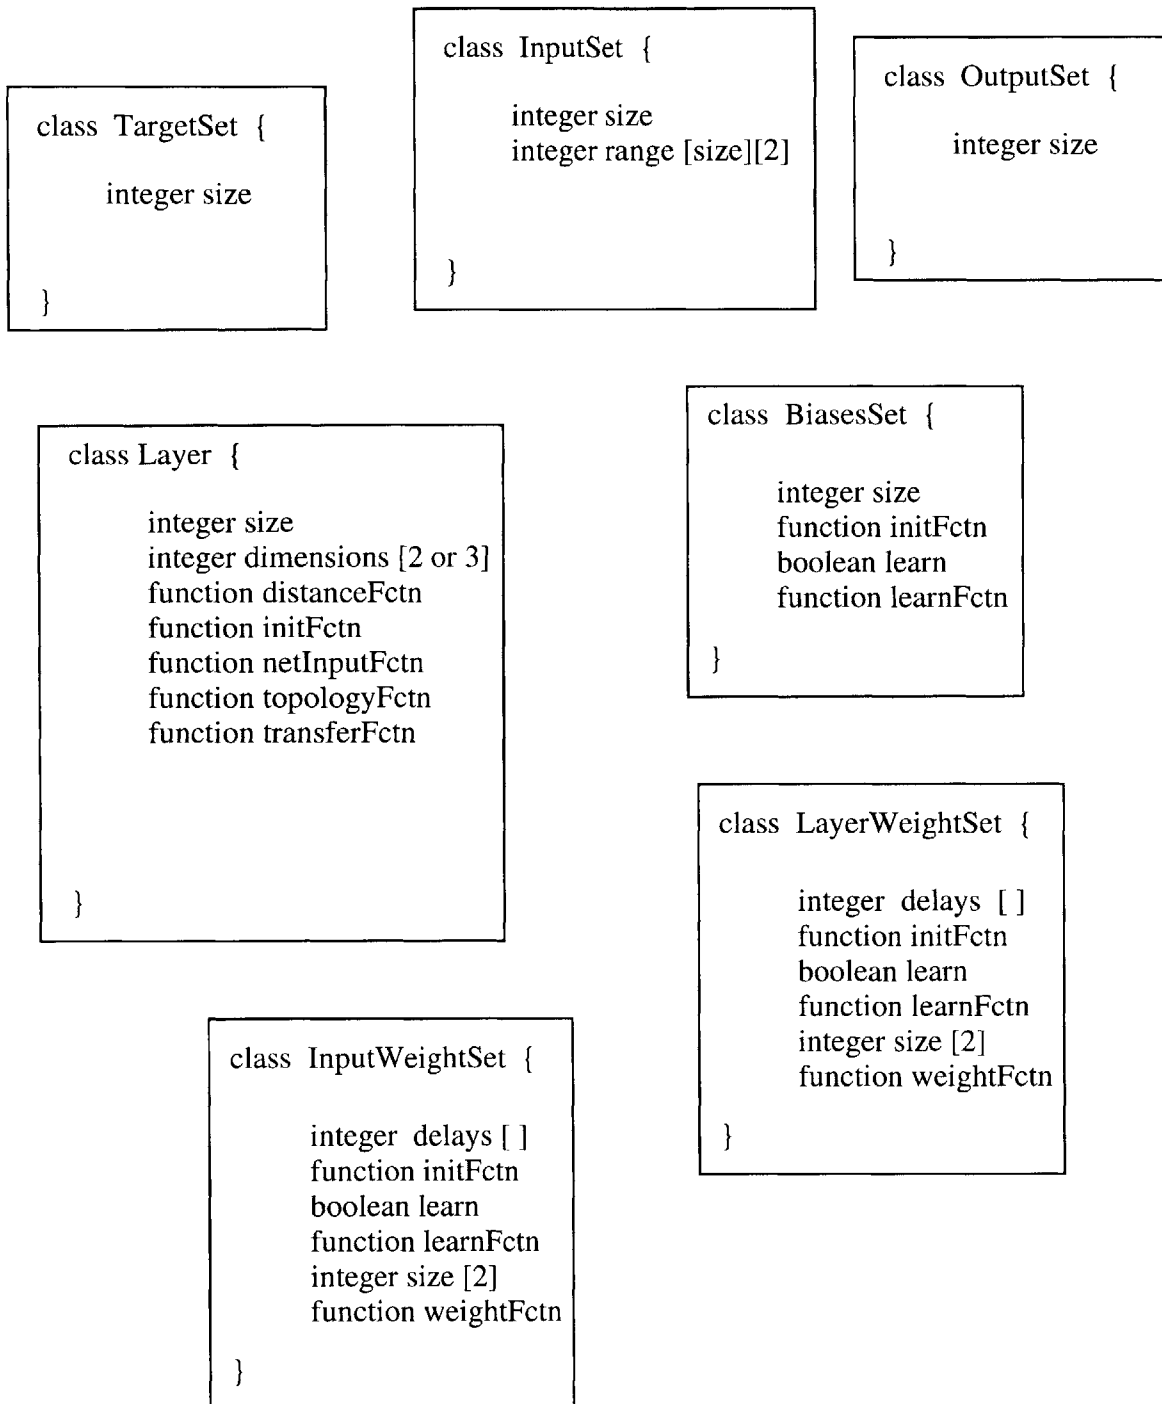 class TargetSet {
integer size
}
class InputSet {
integer size
integer range [size][2]
}
class OutputSet {
integer size
}
class Layer {
integer size
integer dimensions [2 or 3]
function distanceFctn
function initFctn
function netInputFctn
function topologyFctn
function transferFctn
}
class BiasesSet {
integer size
function initFctn
boolean learn
function learnFctn
}
class LayerWeightSet {
integer delays [ ]
function initFctn
boolean learn
function learnFctn
integer size [2]
function weightFctn
}
class InputWeightSet {
integer delays [ ]
function initFctn
boolean learn
function learnFctn
integer size [2]
function weightFctn
}